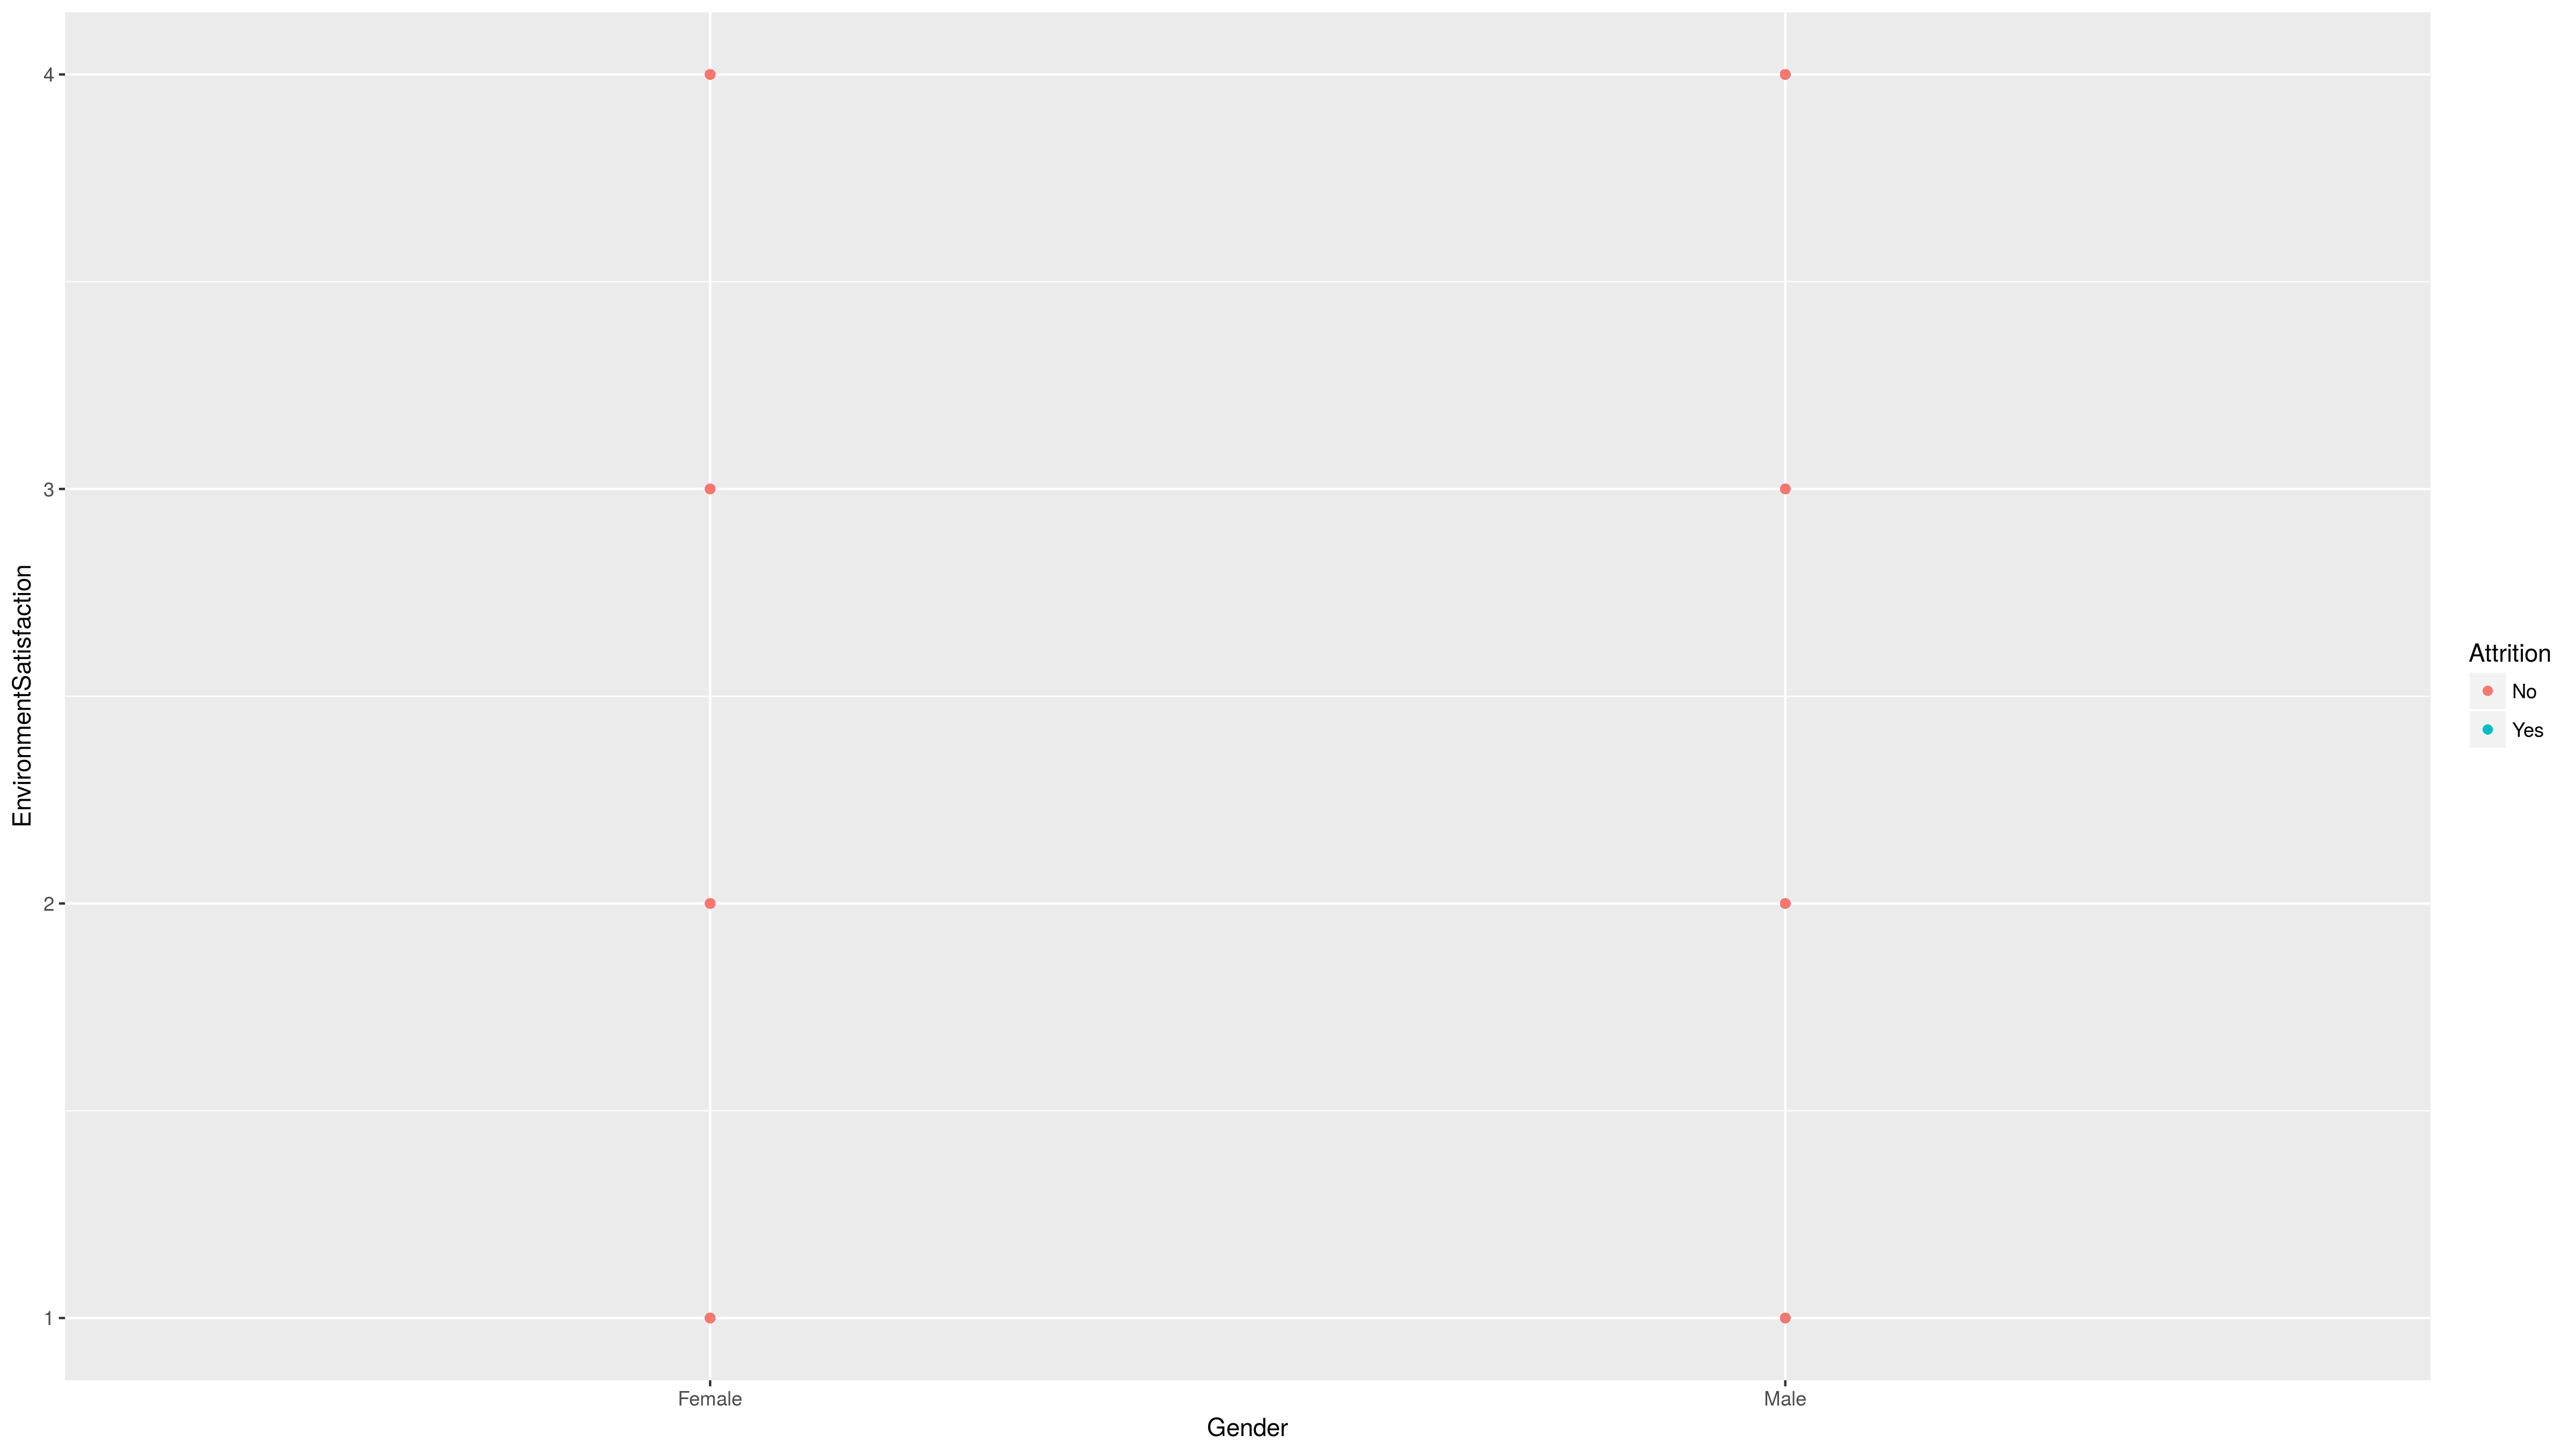 4
3
2
1
EnvironmentSatisfaction
Female
Male
Gender
Attrition
No
Yes